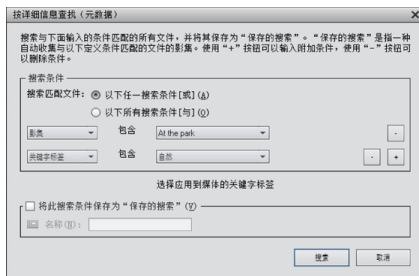 按详细信息查找（元数据）
搜索与下面输入的条件匹配的所有文件，并将其保存为“保存的搜索”。“保存的搜索”是指一种
自动收集与以下定义条件匹配的文件的影集。使用“+”按钮可以输入附加条件，使用“-”按钮可
以删除条件。
搜索条件
搜索匹配文件： 以下任一搜索条件[或](A)
以下所有搜索条件[与](O)
影集 包含 At the park -
关键字标签 包含 自然 - +
选择应用到媒体的关键字标签
将此搜索条件保存为“保存的搜索”(V)
名称(N)：
搜索 取消